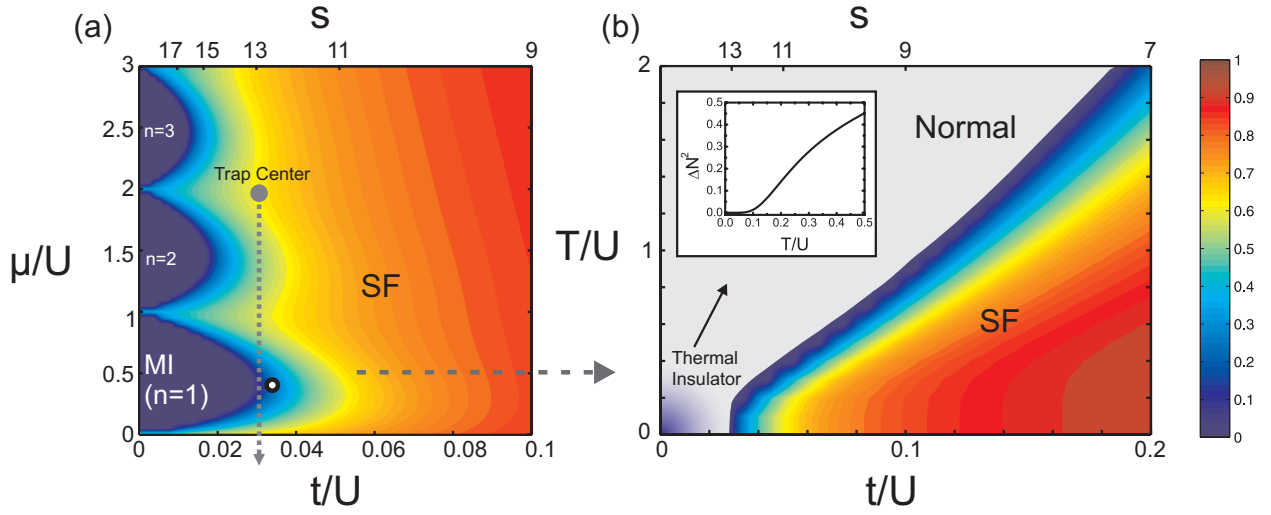 (a)
S
17 15 13 11 9
3
2.5
2
1.5
1
0.5
0
μ/U
n=3
n=2
MI
(n=1)
Trap Center
SF
0 0.02 0.04 0.06 0.08 0.1
t/U
(b)
S
13 11 9 7
2
1
0
T/U
0.5
0.4
0.3
0.2
0.1
0.0
ΔN²
0.0 0.1 0.2 0.3 0.4 0.5
T/U
Normal
Thermal
Insulator
SF
0 0.1 0.2
t/U
1
0.9
0.8
0.7
0.6
0.5
0.4
0.3
0.2
0.1
0